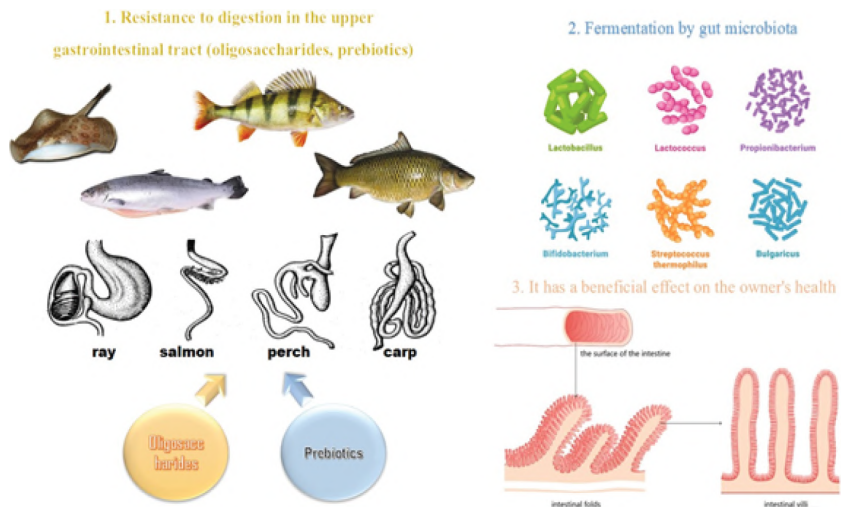 1. Resistance to digestion in the upper
gastrointestinal tract (oligosaccharides, prebiotics)
ray
salmon
perch
carp
Oligosacc
harides
Prebiotics
2. Fermentation by gut microbiota
Lactobacillus
Lactococcus
Propionibacterium
Bifidobacterium
Streptococcus
thermophilus
Bulgaricus
3. It has a beneficial effect on the owner's health
the surface of the intestine
intestinal folds
intestinal villi